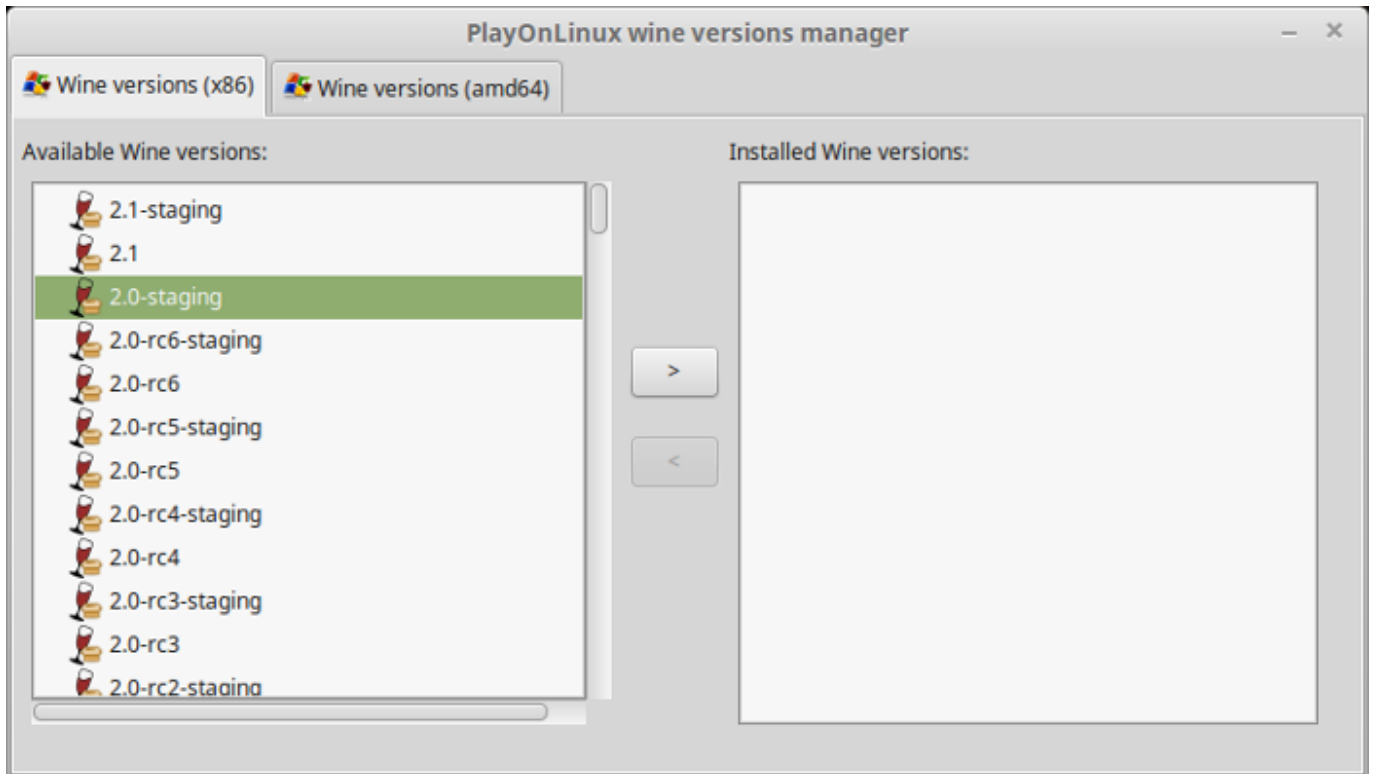 PlayOnLinux wine versions manager
Wine versions (x86)
Wine versions (amd64)
Available Wine versions:
2.1-staging
2.1
2.0-staging
2.0-rc6-staging
2.0-rc6
2.0-rc5-staging
2.0-rc5
2.0-rc4-staging
2.0-rc4
2.0-rc3-staging
2.0-rc3
2.0-rc2-staging
>
<
Installed Wine versions: